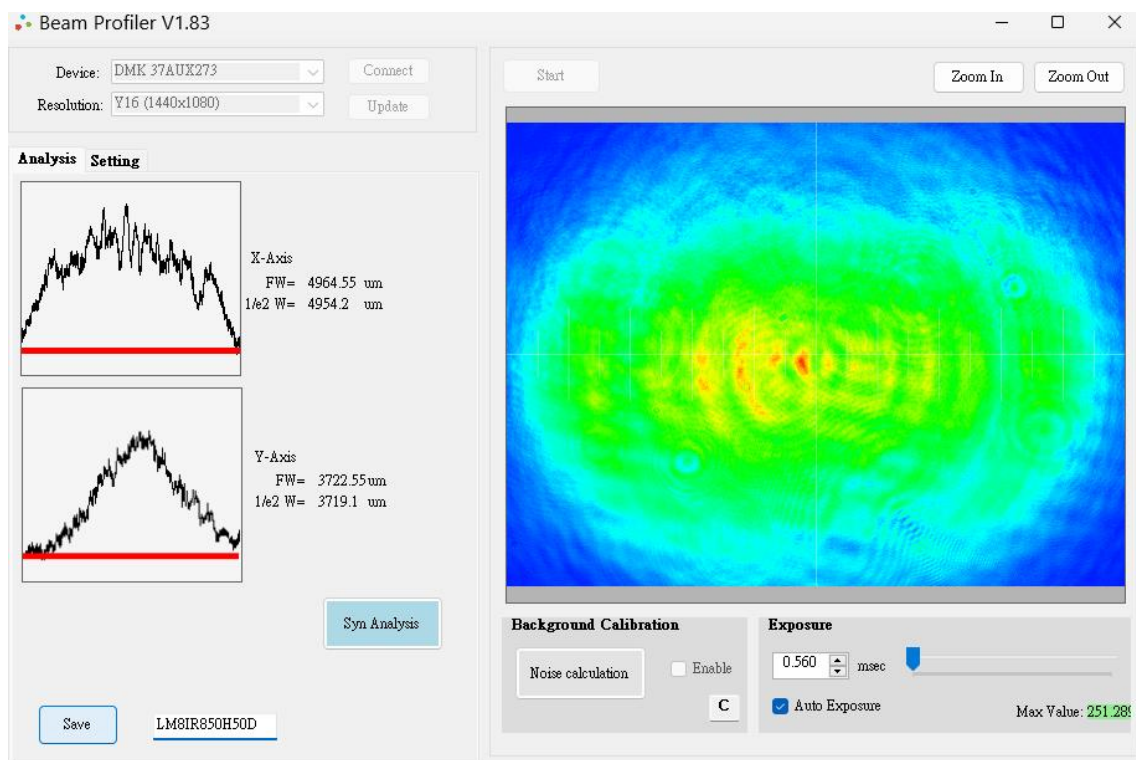 Beam Profiler V1.83
Device: DMK 37AUX273 Connect
Resolution: Y16 (1440x1080) Update
Analysis Setting
X-Axis
FW= 4964.55 um
1/e2 W= 4954.2 um
Y-Axis
FW= 3722.55um
1/e2 W= 3719.1 um
Syn Analysis
Save LM8IR850H50D
Start Zoom In Zoom Out
Background Calibration
Noise calculation Enable
C
Exposure
0.560 msec
Auto Exposure Max Value: 251.289